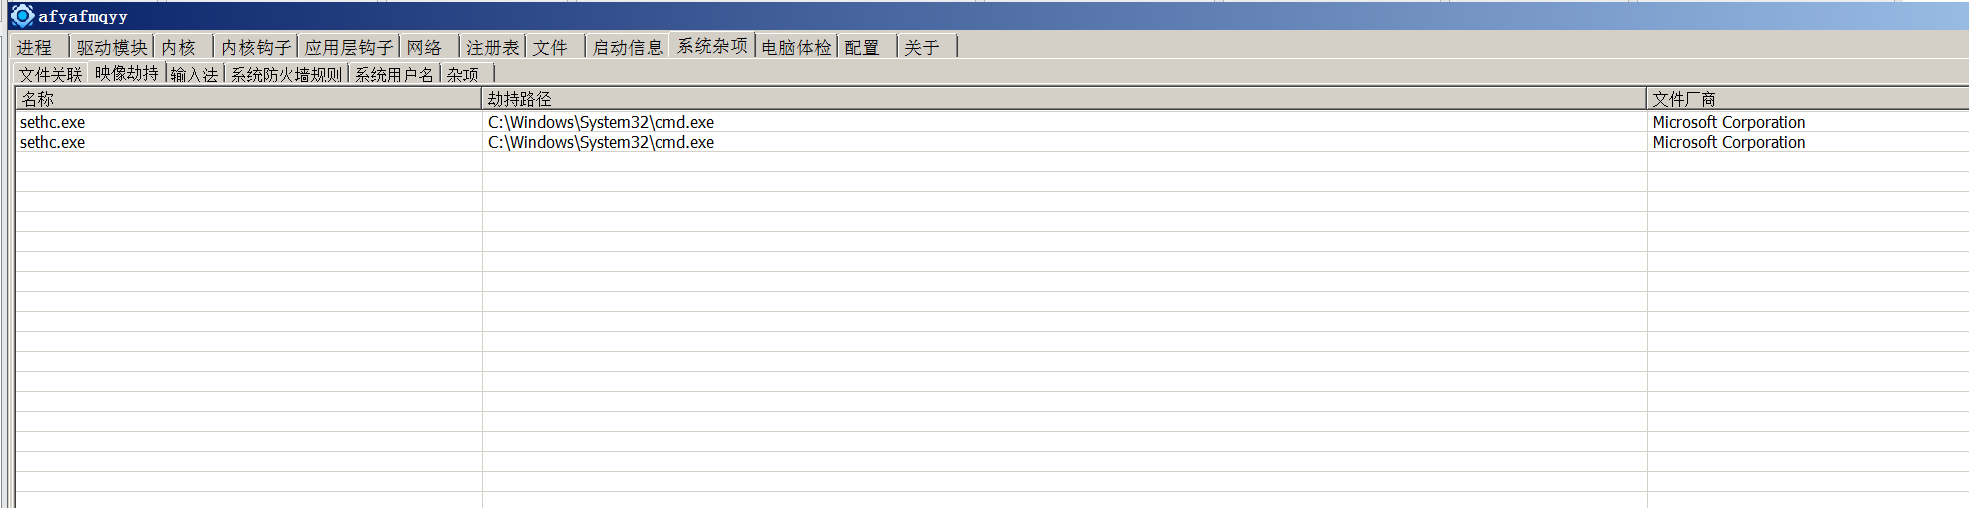 afyafmqyy
进程 驱动模块 内核 内核钩子 应用层钩子 网络 注册表 文件 启动信息 系统杂项 电脑体检 配置 关于
文件关联 映像劫持 输入法 系统防火墙规则 系统用户名 杂项
名称 劫持路径 文件厂商
sethc.exe C:\Windows\System32\cmd.exe Microsoft Corporation
sethc.exe C:\Windows\System32\cmd.exe Microsoft Corporation